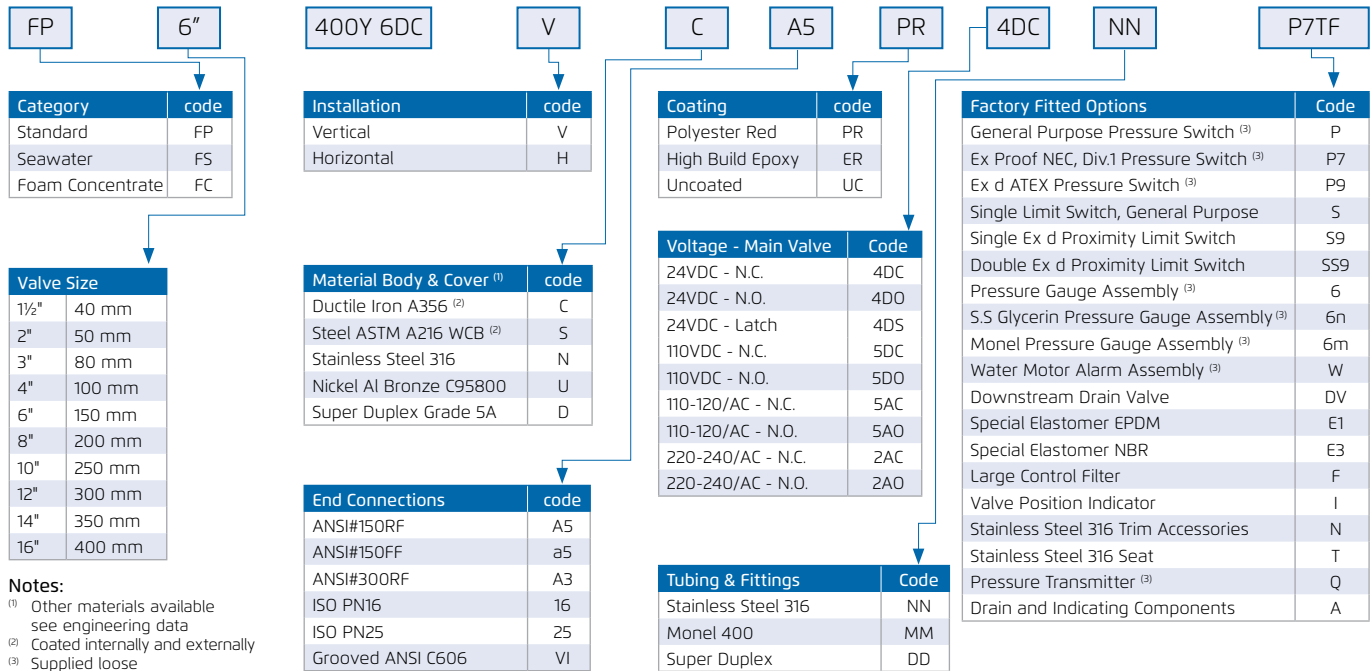 FP 6” 400Y 6DC V C A5 PR 4DC NN P7TF
Category code
Standard FP
Seawater FS
Foam Concentrate FC
Valve Size
1½" 40 mm
2" 50 mm
3" 80 mm
4" 100 mm
6" 150 mm
8" 200 mm
10" 250 mm
12" 300 mm
14" 350 mm
16" 400 mm
Notes:
(1) Other materials available
see engineering data
(2) Coated internally and externally
(3) Supplied loose
Installation code
Vertical V
Horizontal H
Material Body & Cover (1) code
Ductile Iron A356 (2) C
Steel ASTM A216 WCB (2) S
Stainless Steel 316 N
Nickel Al Bronze C95800 U
Super Duplex Grade 5A D
End Connections code
ANSI#150RF A5
ANSI#150FF a5
ANSI#300RF A3
ISO PN16 16
ISO PN25 25
Grooved ANSI C606 VI
Coating code
Polyester Red PR
High Build Epoxy ER
Uncoated UC
Voltage - Main Valve Code
24VDC - N.C. 4DC
24VDC - N.O. 4DO
24VDC - Latch 4DS
110VDC - N.C. 5DC
110VDC - N.O. 5DO
110-120/AC - N.C. 5AC
110-120/AC - N.O. 5AO
220-240/AC - N.C. 2AC
220-240/AC - N.O. 2AO
Tubing & Fittings Code
Stainless Steel 316 NN
Monel 400 MM
Super Duplex DD
Factory Fitted Options Code
General Purpose Pressure Switch (3) P
Ex Proof NEC, Div.1 Pressure Switch (3) P7
Ex d ATEX Pressure Switch (3) P9
Single Limit Switch, General Purpose S
Single Ex d Proximity Limit Switch S9
Double Ex d Proximity Limit Switch SS9
Pressure Gauge Assembly (3) 6
S.S Glycerin Pressure Gauge Assembly (3) 6n
Monel Pressure Gauge Assembly (3) 6m
Water Motor Alarm Assembly (3) W
Downstream Drain Valve DV
Special Elastomer EPDM E1
Special Elastomer NBR E3
Large Control Filter F
Valve Position Indicator I
Stainless Steel 316 Trim Accessories N
Stainless Steel 316 Seat T
Pressure Transmitter (3) Q
Drain and Indicating Components A